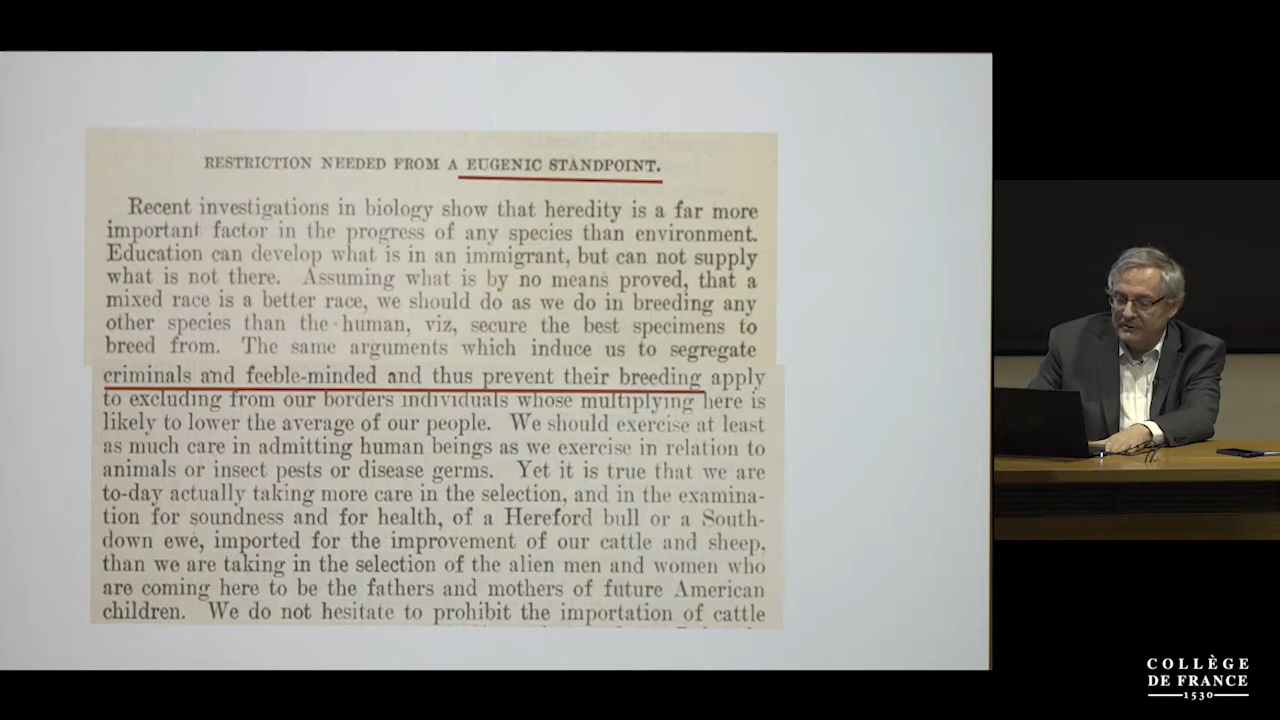 RESTRICTION NEEDED FROM A EUGENIC STANDPOINT.
Recent investigations in biology show that heredity is a far more
important factor in the progress of any species than environment.
Education can develop what is in an immigrant, but can not supply
what is not there. Assuming what is by no means proved, that a
mixed race is a better race, we should do as we do in breeding any
other species than the human, viz, secure the best specimens to
breed from. The same arguments which induce us to segregate
criminals and feeble-minded and thus prevent their breeding apply
to excluding from our borders individuals whose multiplying here is
likely to lower the average of our people. We should exercise at least
as much care in admitting human beings as we exercise in relation to
animals or insect pests or disease germs. Yet it is true that we are
to-day actually taking more care in the selection, and in the examina-
tion for soundness and for health, of a Hereford bull or a South-
down ewe, imported for the improvement of our cattle and sheep,
than we are taking in the selection of the alien men and women who
are coming here to be the fathers and mothers of future American
children. We do not hesitate to prohibit the importation of cattle
COLLÈGE
DE FRANCE
1530